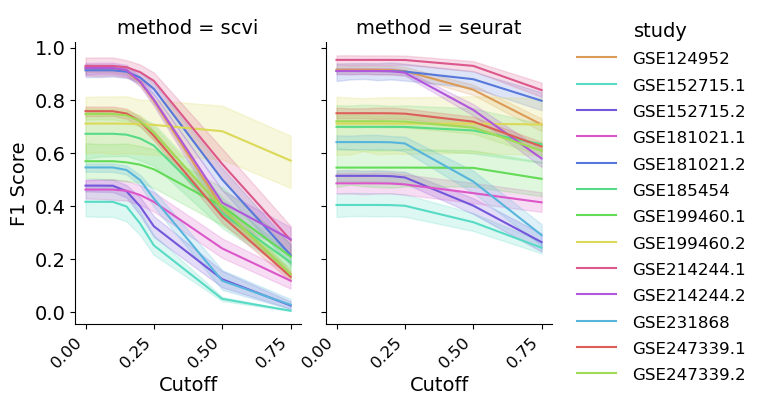 method = scvi
method = seurat
study
GSE124952
GSE152715.1
GSE152715.2
GSE181021.1
GSE181021.2
GSE185454
GSE199460.1
GSE199460.2
GSE214244.1
GSE214244.2
GSE231868
GSE247339.1
GSE247339.2
F1 Score
1.0
0.8
0.6
0.4
0.2
0.0
0.00
0.25
0.50
0.75
0.00
0.25
0.50
0.75
Cutoff
Cutoff